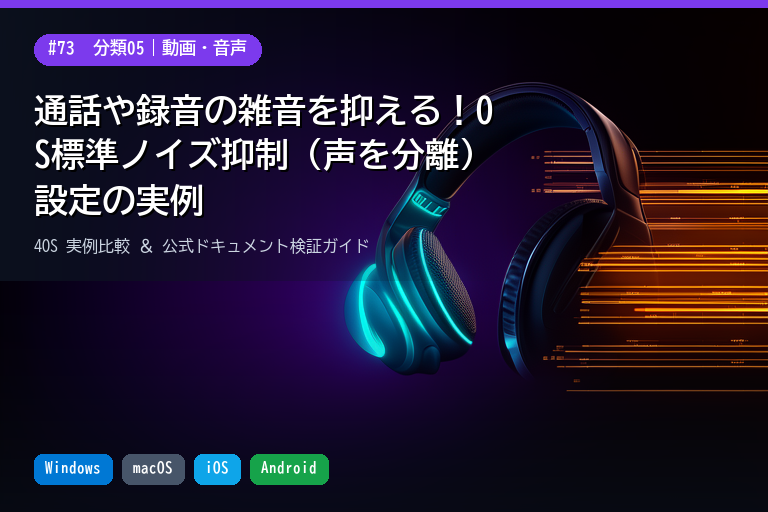 #73 分類05｜動画・音声
通話や録音の雑音を抑える！O
S標準ノイズ抑制（声を分離）
設定の実例
4OS 実例比較 ＆ 公式ドキュメント検証ガイド
Windows
macOS
iOS
Android